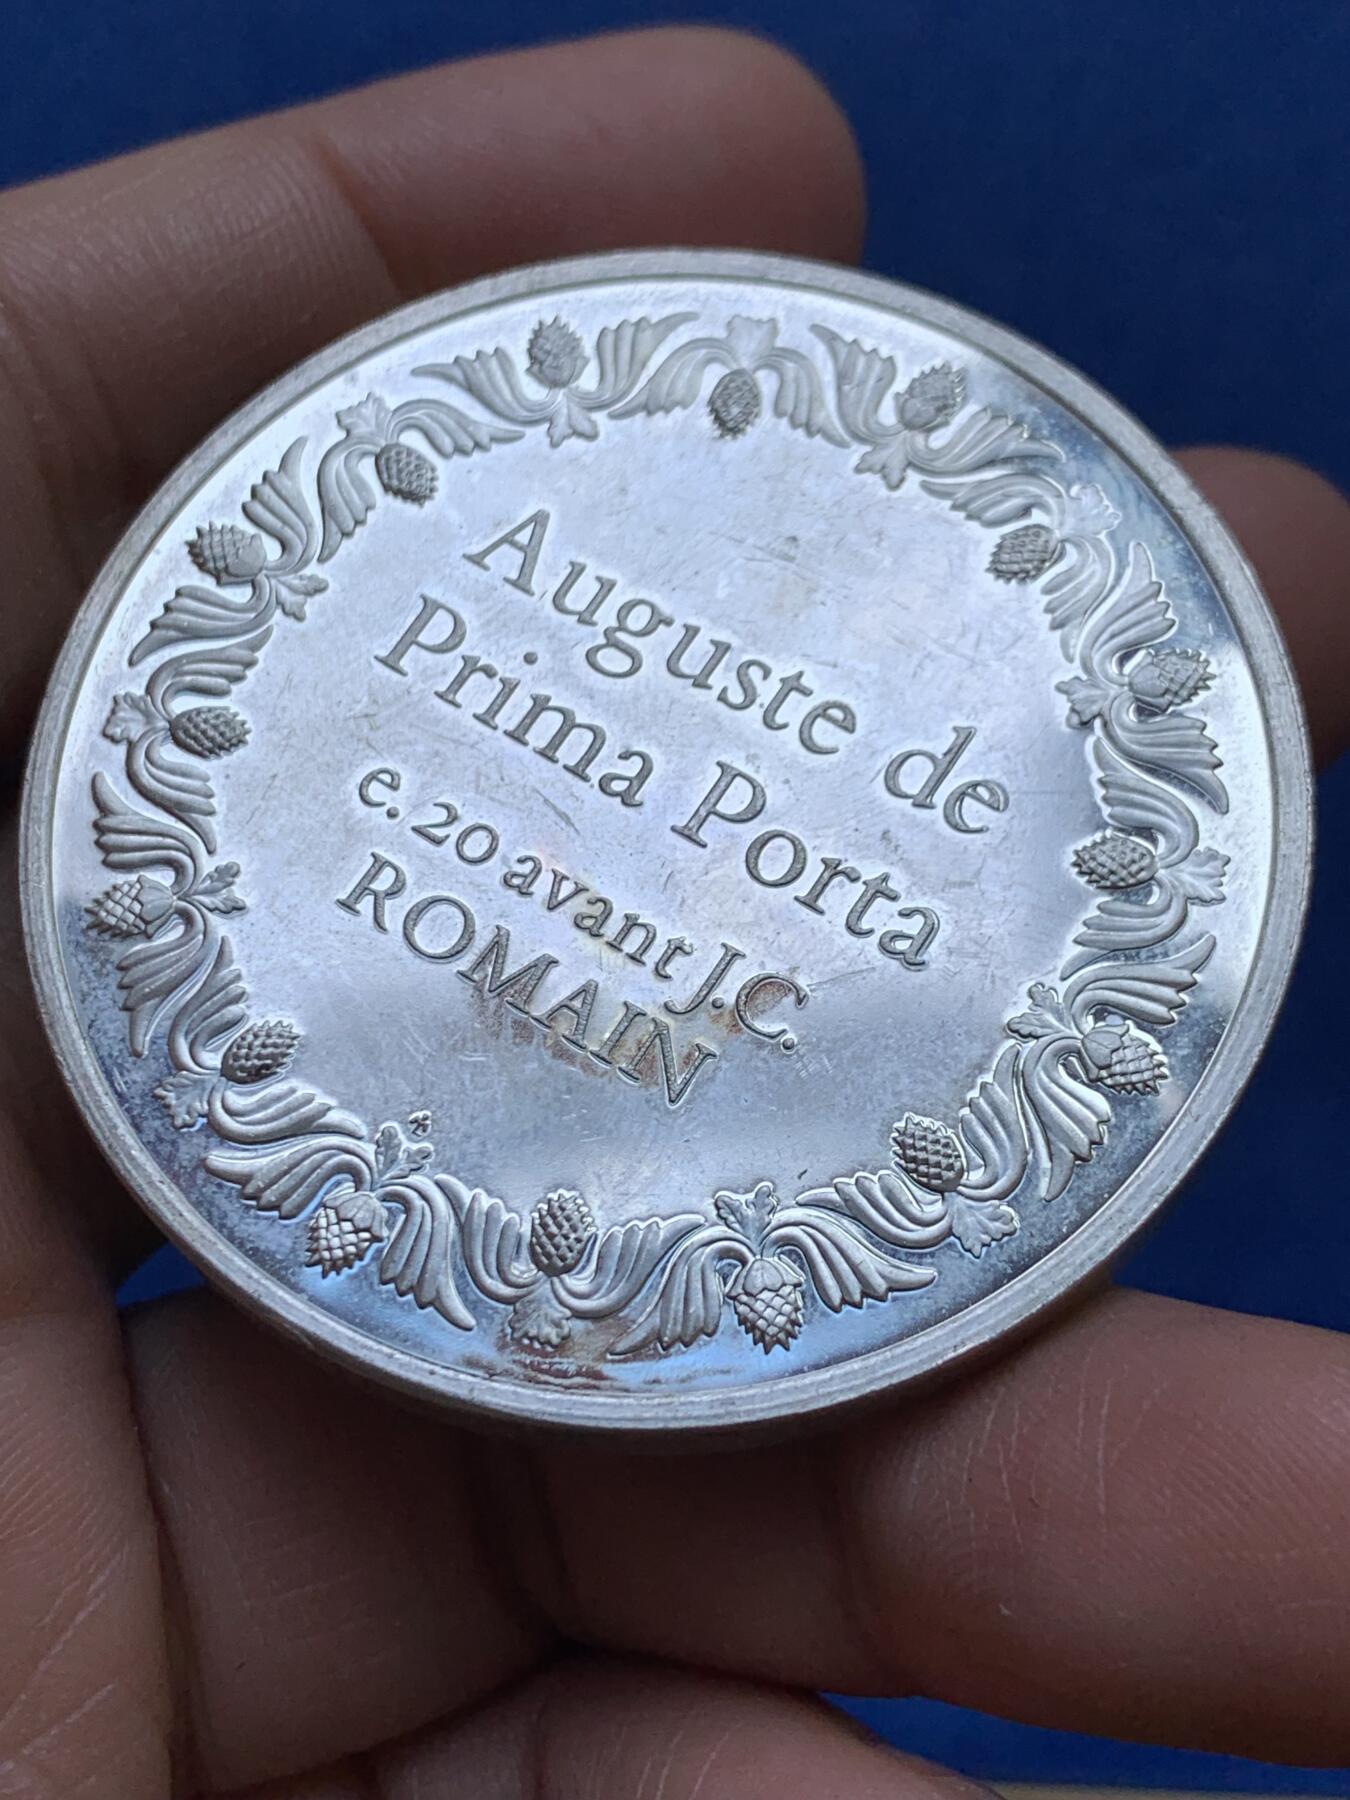 Auguste de
Prima Porta
e. 20 avant J.C.
ROMAIN